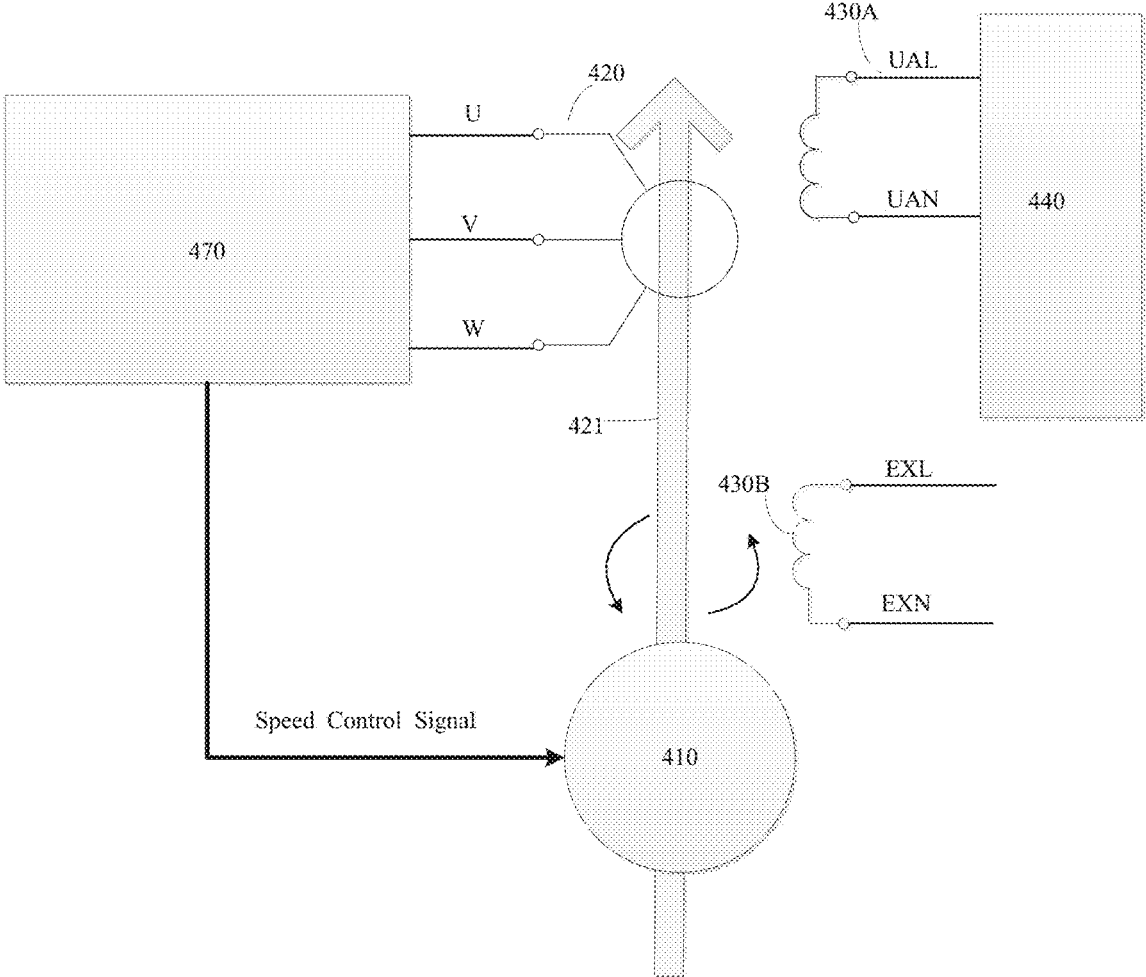 430A
UAL
420
U
UAN
440
V
470
W
421
EXL
430B
EXN
Speed Control Signal
410